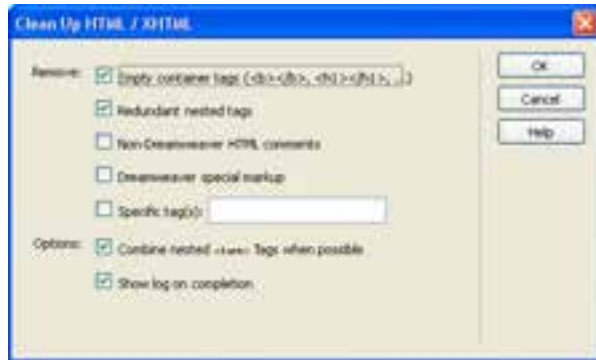 Clean Up HTML / XHTML
Remove:
Empty container tags (<b></b>, <h1></h1>, ...)
Redundant nested tags
Non-Dreamweaver HTML comments
Dreamweaver special markup
Specific tag(s):
Options:
Combine nested <font> Tags when possible
Show log on completion
OK
Cancel
Help